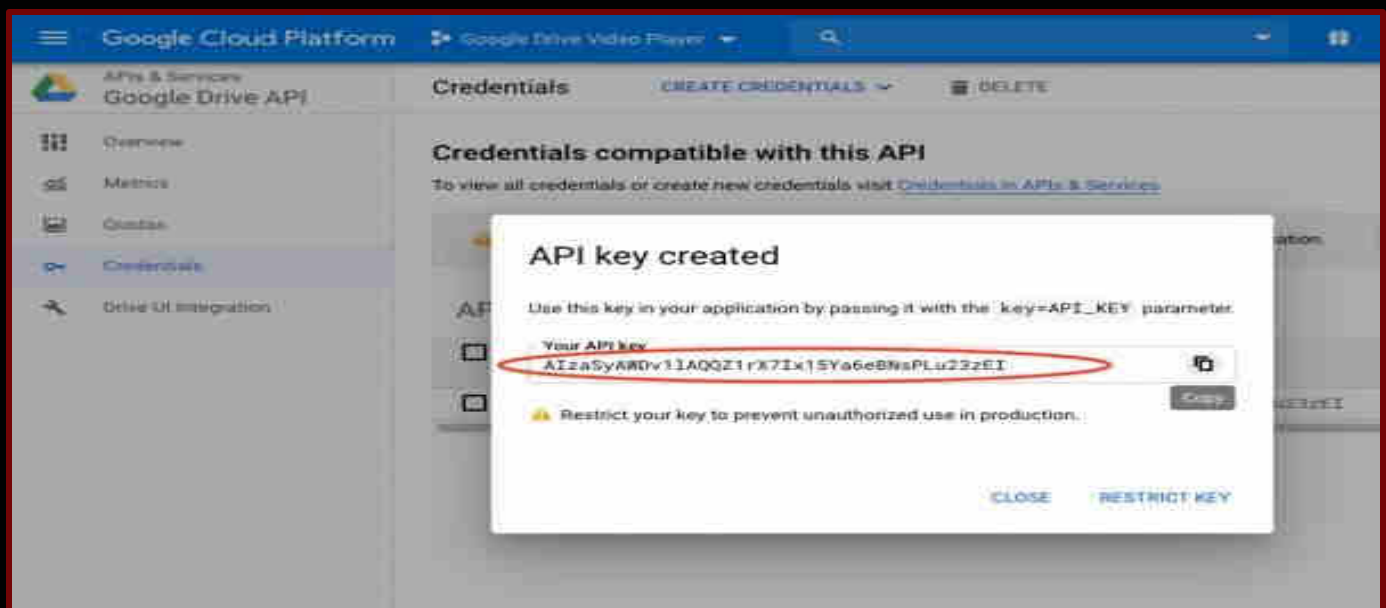 Google Cloud Platform
Google Drive Video Player
APIs & Services
Google Drive API
Credentials
CREATE CREDENTIALS
DELETE
Overview
Metrics
Quotas
Credentials
Drive UI Integration
Credentials compatible with this API
To view all credentials or create new credentials visit Credentials in APIs & Services
API key created
Use this key in your application by passing it with the key=API_KEY parameter.
Your API key
Copy
Restrict your key to prevent unauthorized use in production.
CLOSE
RESTRICT KEY